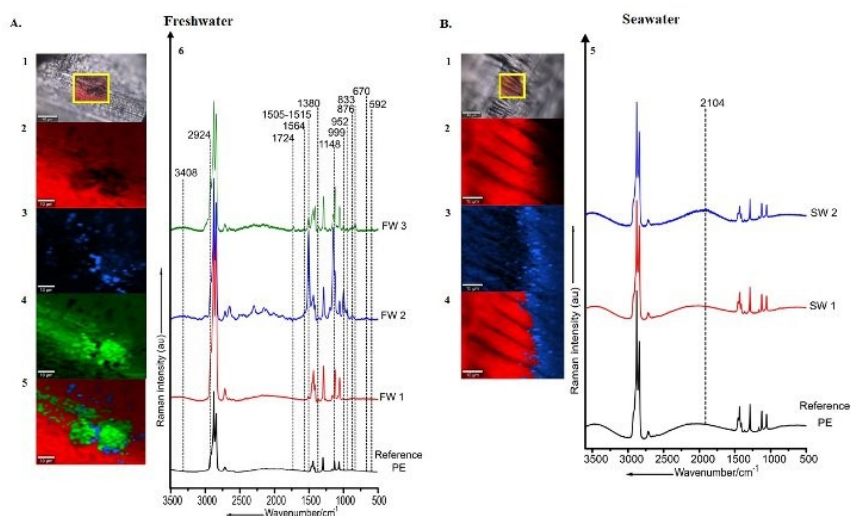 A.
Freshwater
1
2
3
4
5
6
3408
2924
1724
1564
1505-1515
1380
1148
999
952
876
833
670
592
FW 3
FW 2
FW 1
Reference
PE
Raman intensity (au)
3500 3000 2500 2000 1500 1000 500
Wavenumber/cm-1
B.
Seawater
1
2
3
4
5
2104
SW 2
SW 1
Reference
PE
Raman intensity (au)
3500 3000 2500 2000 1500 1000 500
Wavenumber/cm-1